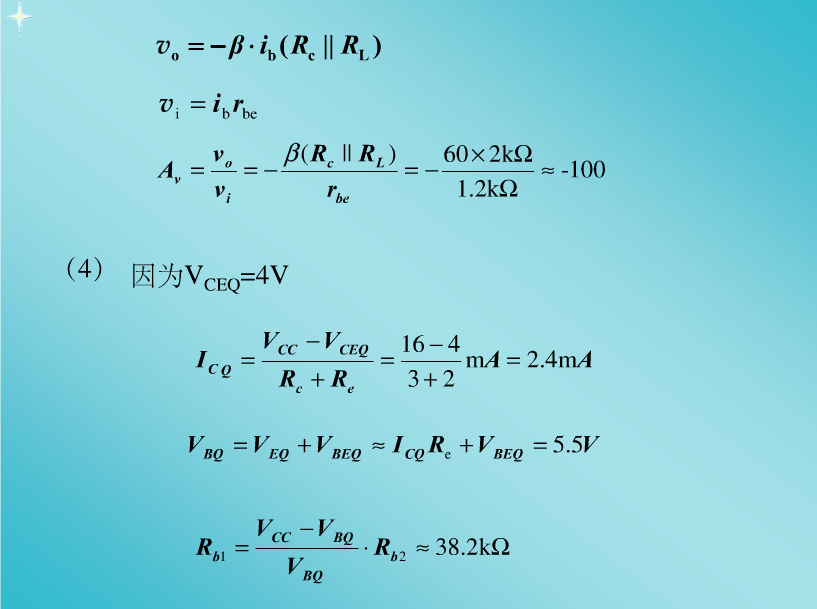 v_o = −β · i_b (R_c || R_L)
v_i = i_b r_be
A_v = v_o / v_i = − β(R_c || R_L) / r_be = − 60×2kΩ / 1.2kΩ ≈ -100
(4) 因为V_CEQ=4V
I_CQ = (V_CC − V_CEQ) / (R_c + R_e) = (16 − 4) / (3 + 2) mA = 2.4mA
V_BQ = V_EQ + V_BEQ ≈ I_CQ R_e + V_BEQ = 5.5V
R_b1 = (V_CC − V_BQ) / V_BQ · R_b2 ≈ 38.2kΩ